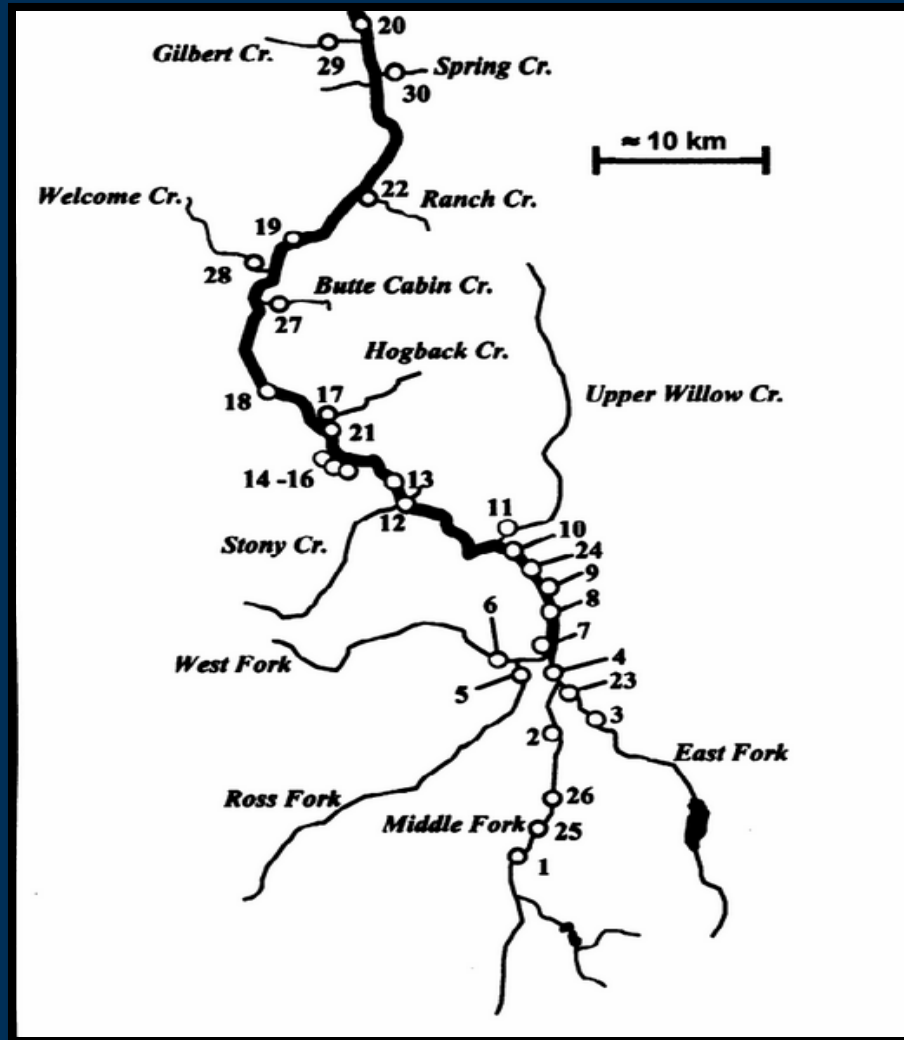 20
Gilbert Cr.
29
Spring Cr.
30
≈ 10 km
Welcome Cr.
22
Ranch Cr.
19
28
Butte Cabin Cr.
27
Hogback Cr.
Upper Willow Cr.
18
17
21
14 -16
13
12
11
10
Stony Cr.
24
9
8
6
7
West Fork
4
5
23
3
2
East Fork
Ross Fork
26
Middle Fork
25
1